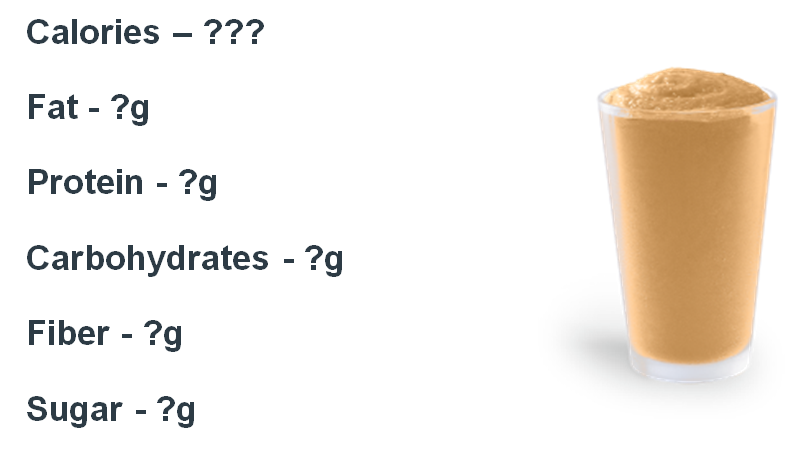 Calories – ???
Fat - ?g
Protein - ?g
Carbohydrates - ?g
Fiber - ?g
Sugar - ?g